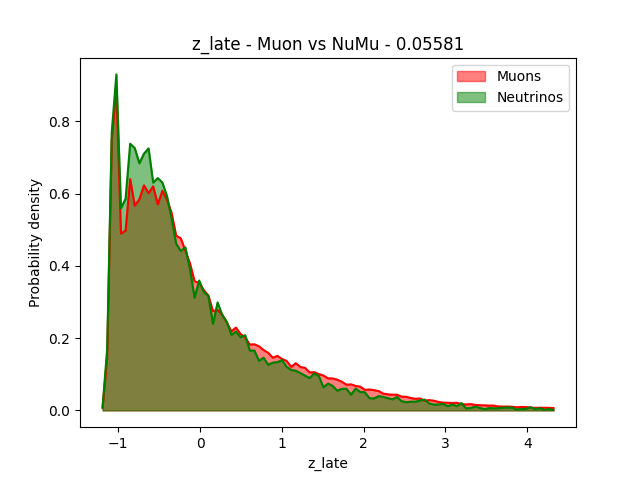 z_late - Muon vs NuMu - 0.05581
Muons
Neutrinos
Probability density
0.8
0.6
0.4
0.2
0.0
−1
0
1
2
3
4
z_late